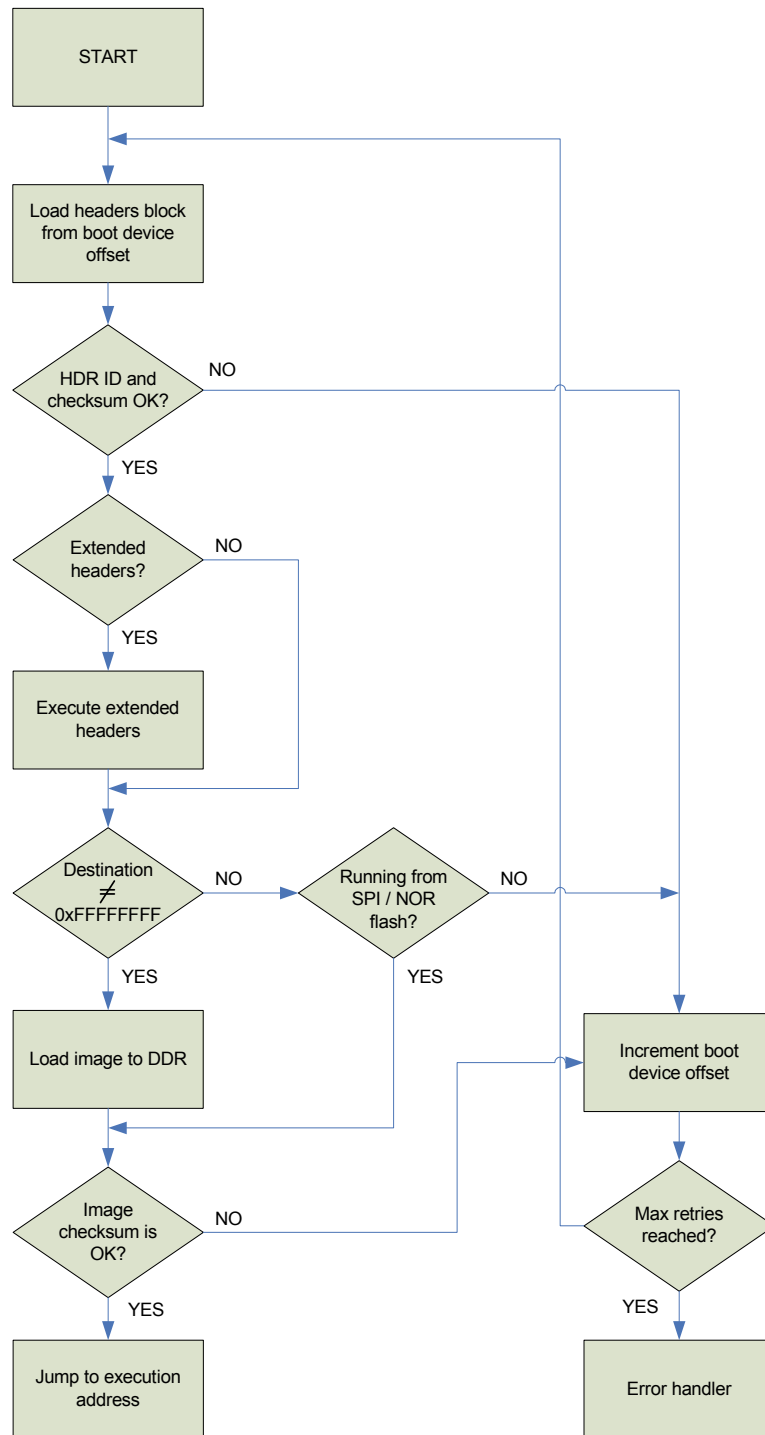 START
Load headers block
from boot device
offset
HDR ID and
checksum OK?
NO
YES
Extended
headers?
NO
YES
Execute extended
headers
Destination
≠
0xFFFFFFFF
NO
YES
Running from
SPI / NOR
flash?
NO
YES
Load image to DDR
Increment boot
device offset
Image
checksum is
OK?
NO
YES
Max retries
reached?
YES
Jump to execution
address
Error handler